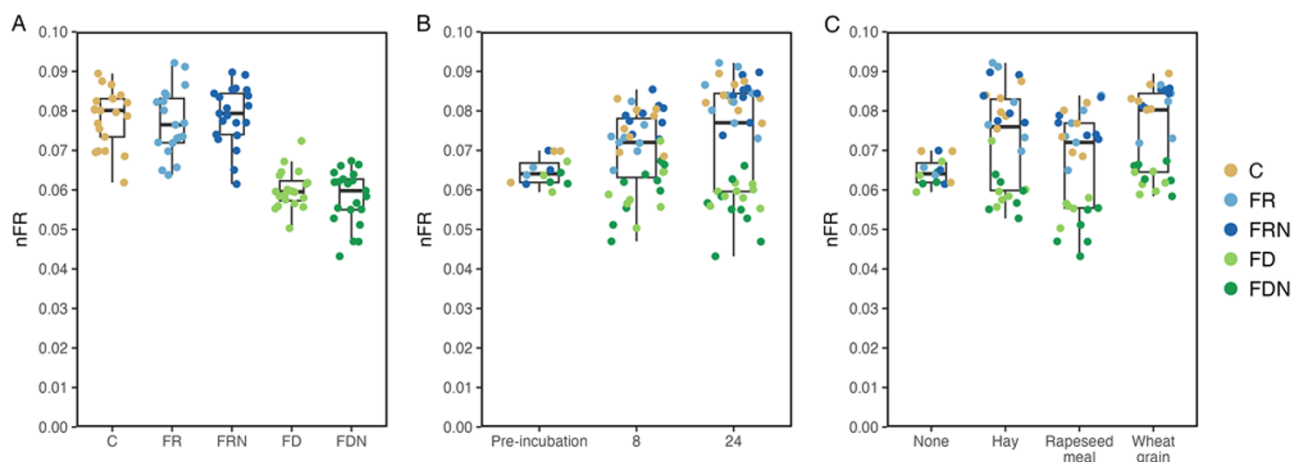 A
nFR
0.10
0.09
0.08
0.07
0.06
0.05
0.04
0.03
0.02
0.01
0.00
C FR FRN FD FDN
B
nFR
0.10
0.09
0.08
0.07
0.06
0.05
0.04
0.03
0.02
0.01
0.00
Pre-incubation 8 24
C
nFR
0.10
0.09
0.08
0.07
0.06
0.05
0.04
0.03
0.02
0.01
0.00
None Hay Rapeseed Wheat
meal grain
C
FR
FRN
FD
FDN